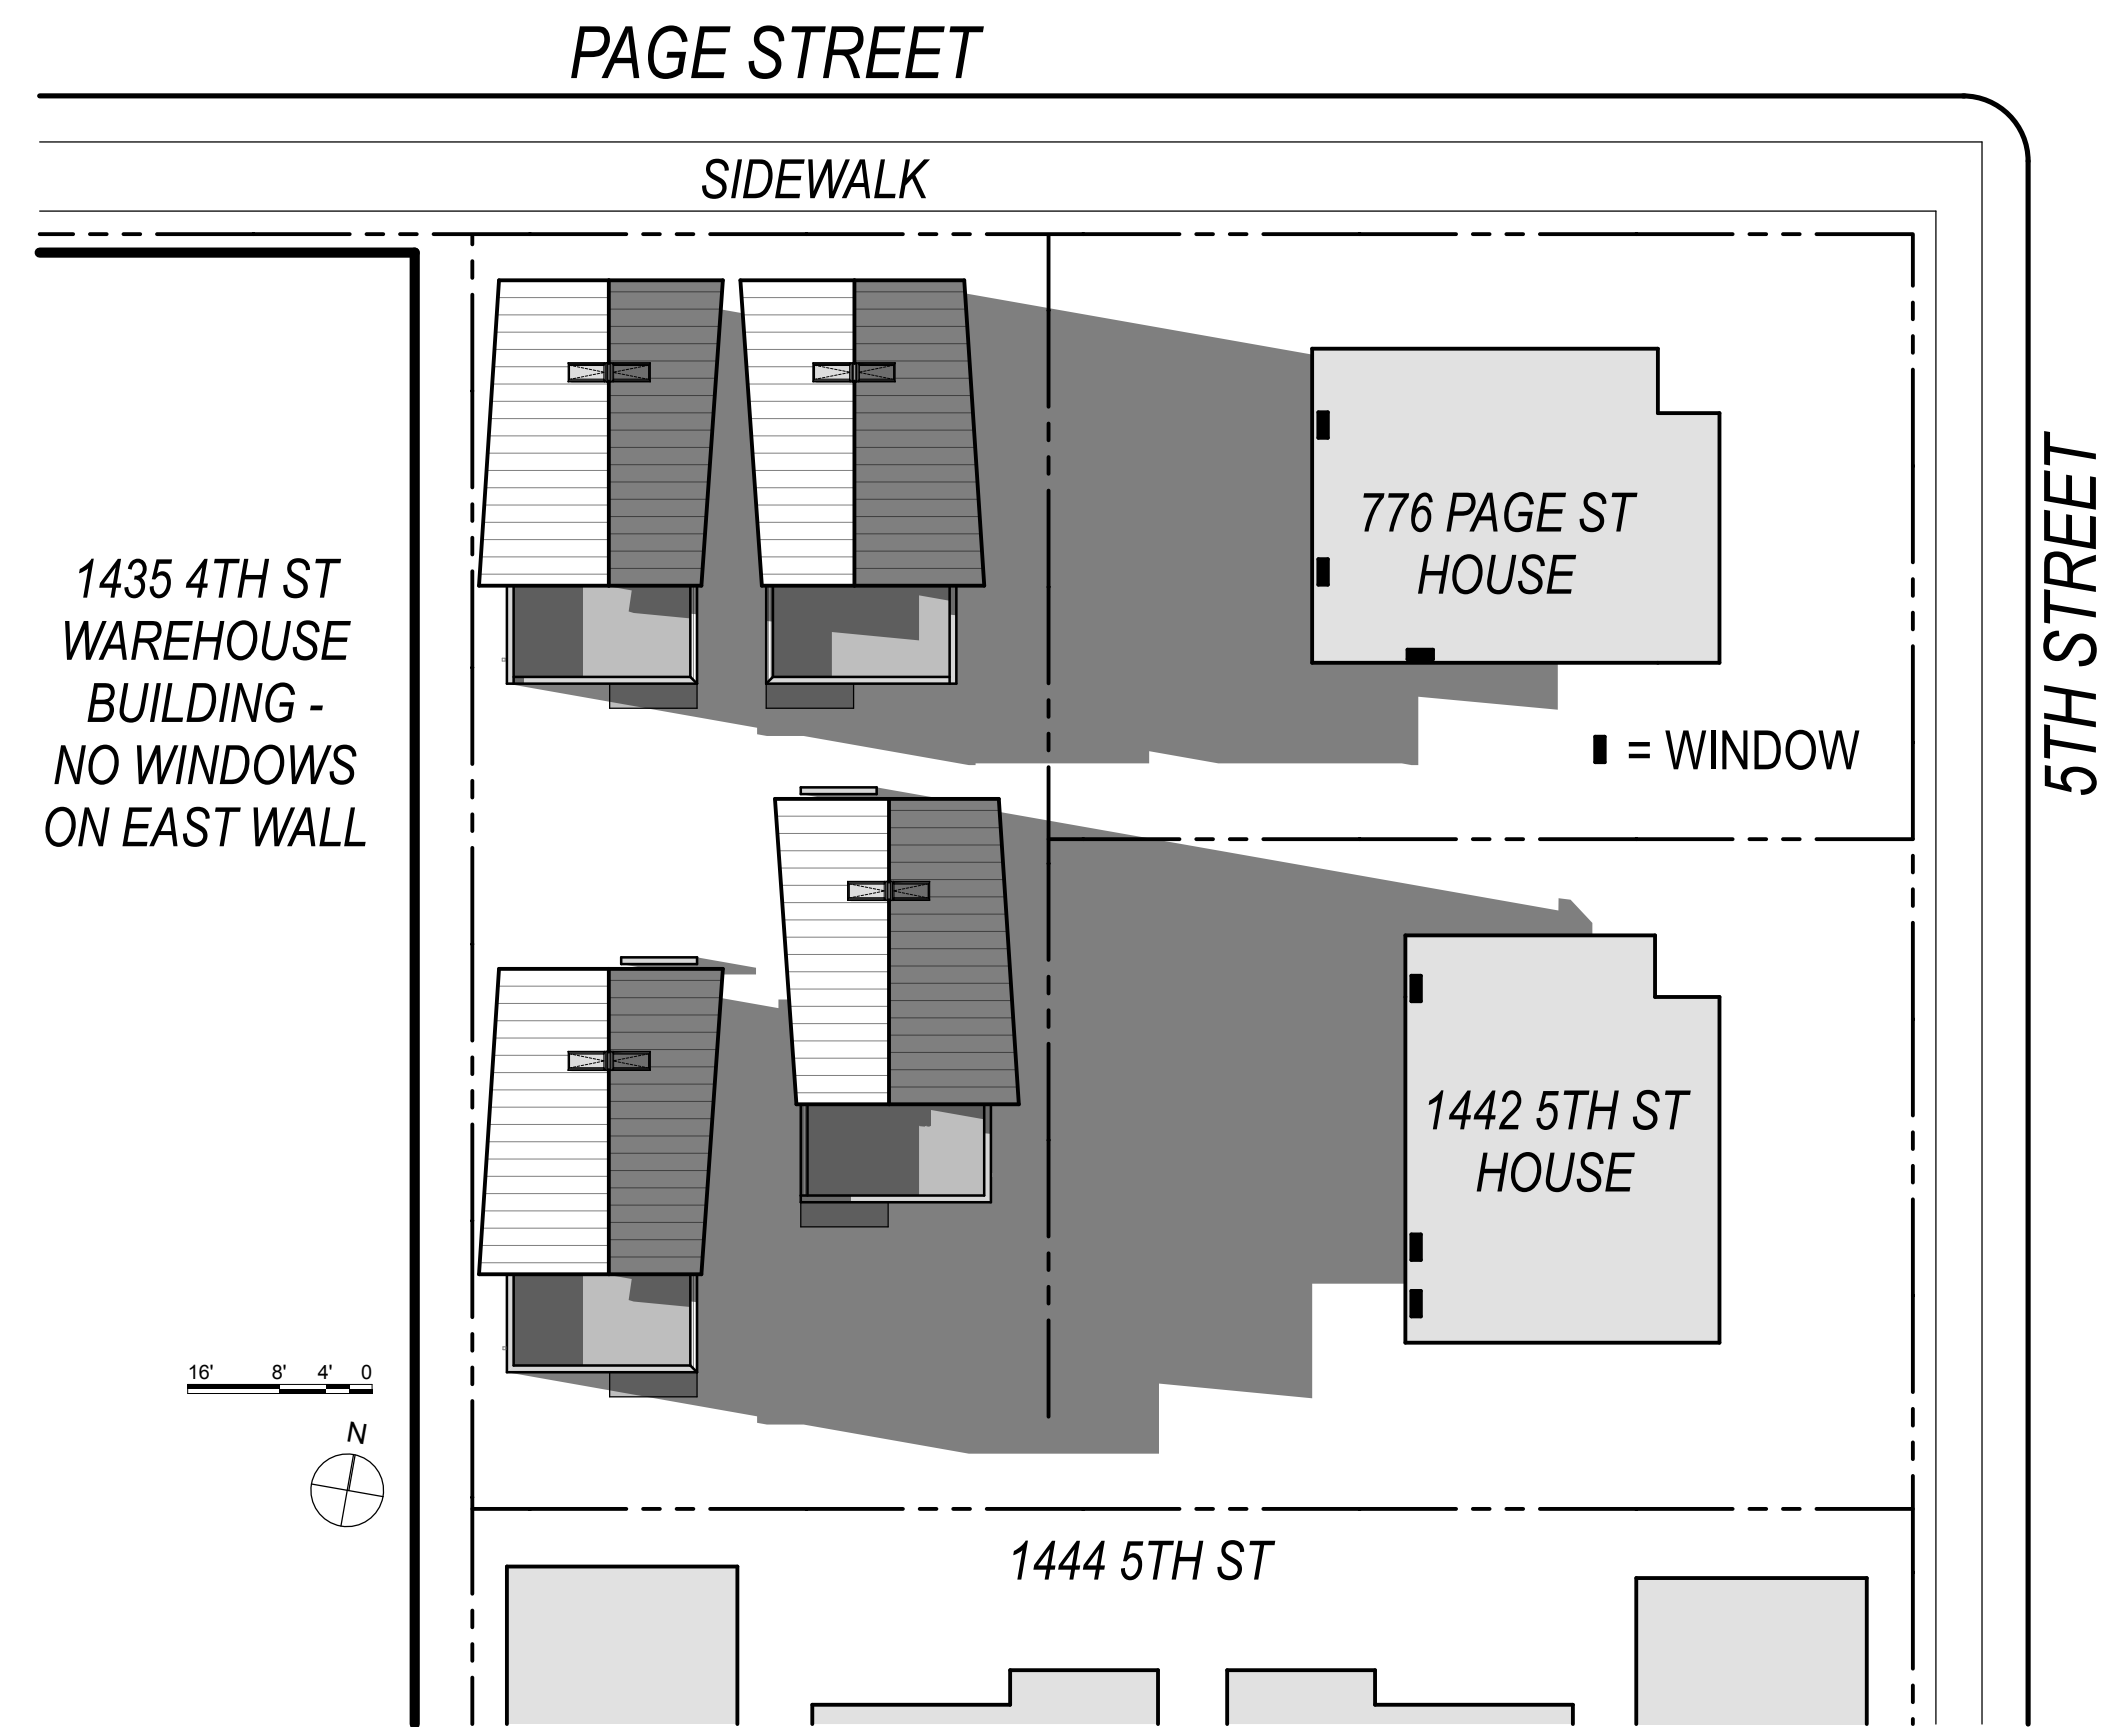 PAGE STREET
SIDEWALK
776 PAGE ST
HOUSE
5TH STREET
1435 4TH ST
WAREHOUSE
BUILDING -
NO WINDOWS
ON EAST WALL
= WINDOW
1442 5TH ST
HOUSE
16' 8' 4' 0
N
1444 5TH ST